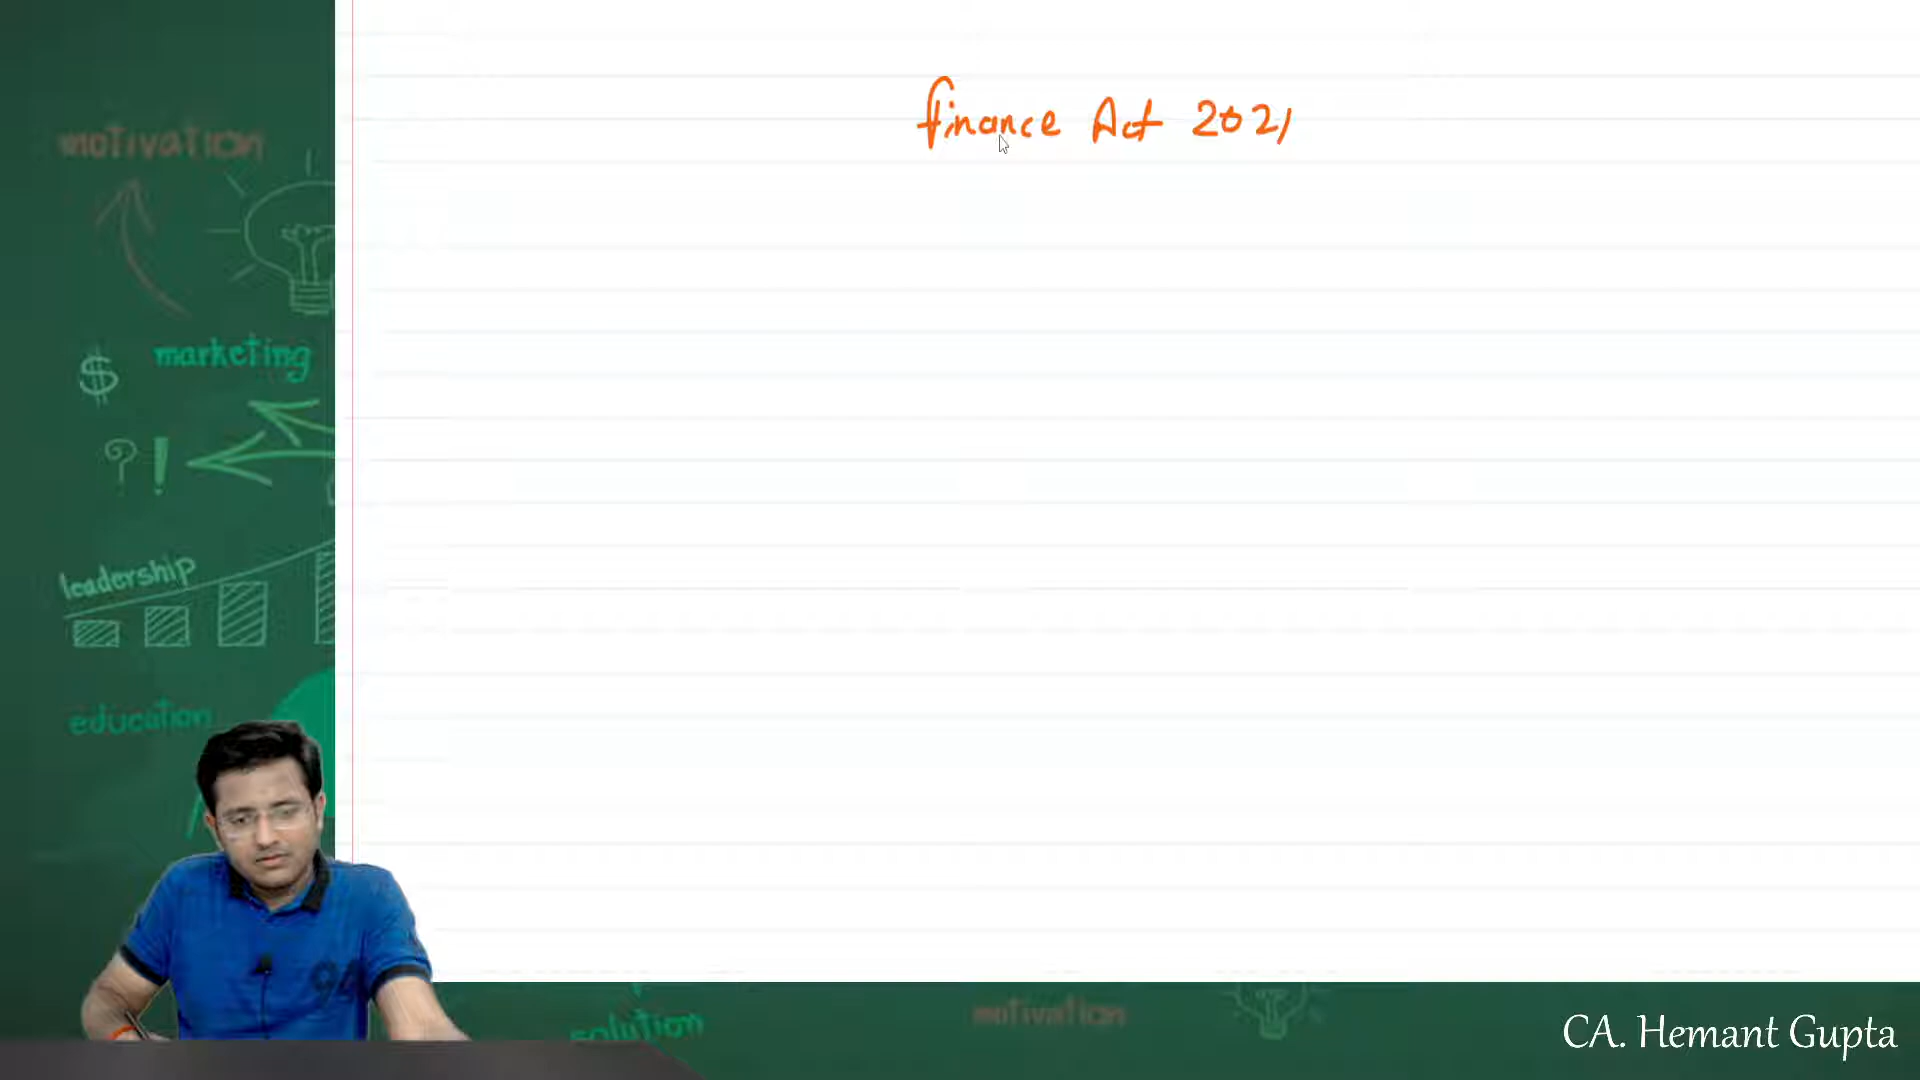 finance Act 2021
motivation
$ marketing
? !
leadership
education
solution
motivation
CA. Hemant Gupta